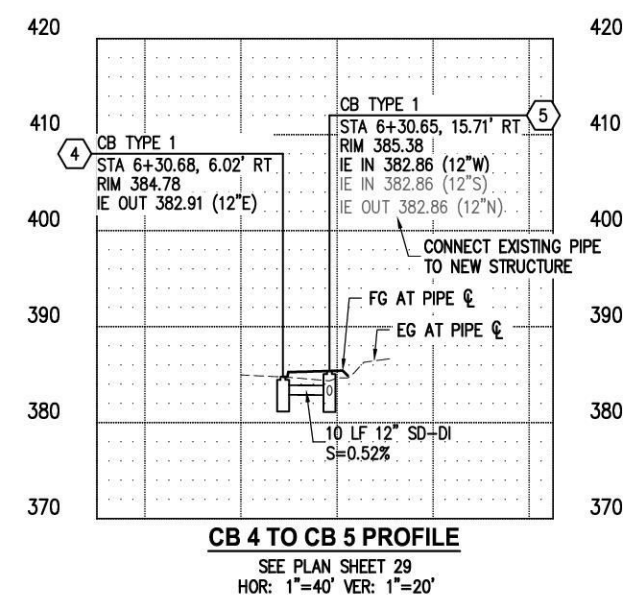 420
420
410
410
400
400
390
390
380
380
370
370
4
CB TYPE 1
STA 6+30.68, 6.02' RT
RIM 384.78
IE OUT 382.91 (12"E)
5
CB TYPE 1
STA 6+30.65, 15.71' RT
RIM 385.38
IE IN 382.86 (12"W)
IE IN 382.86 (12"S)
IE OUT 382.86 (12"N)
CONNECT EXISTING PIPE
TO NEW STRUCTURE
FG AT PIPE ℄
EG AT PIPE ℄
10 LF 12" SD-DI
S=0.52%
CB 4 TO CB 5 PROFILE
SEE PLAN SHEET 29
HOR: 1"=40' VER: 1"=20'